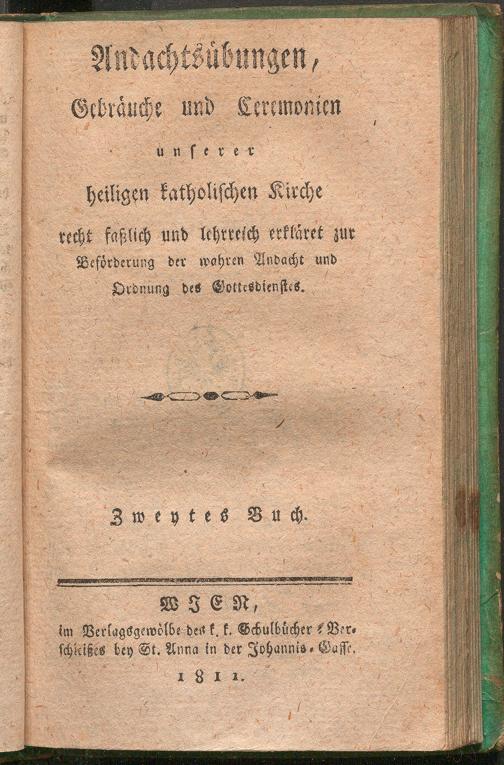 Andachtsübungen,
Gebräuche und Ceremonien
unserer
heiligen katholischen Kirche
recht faßlich und lehrreich erkläret zur
Beförderung der wahren Andacht und
Ordnung des Gottesdienstes.
Zweytes Buch.
WIEN,
im Verlagsgewölbe des k. k. Schulbücher-Ver-
schleißes bey St. Anna in der Johannis-Gasse.
1811.